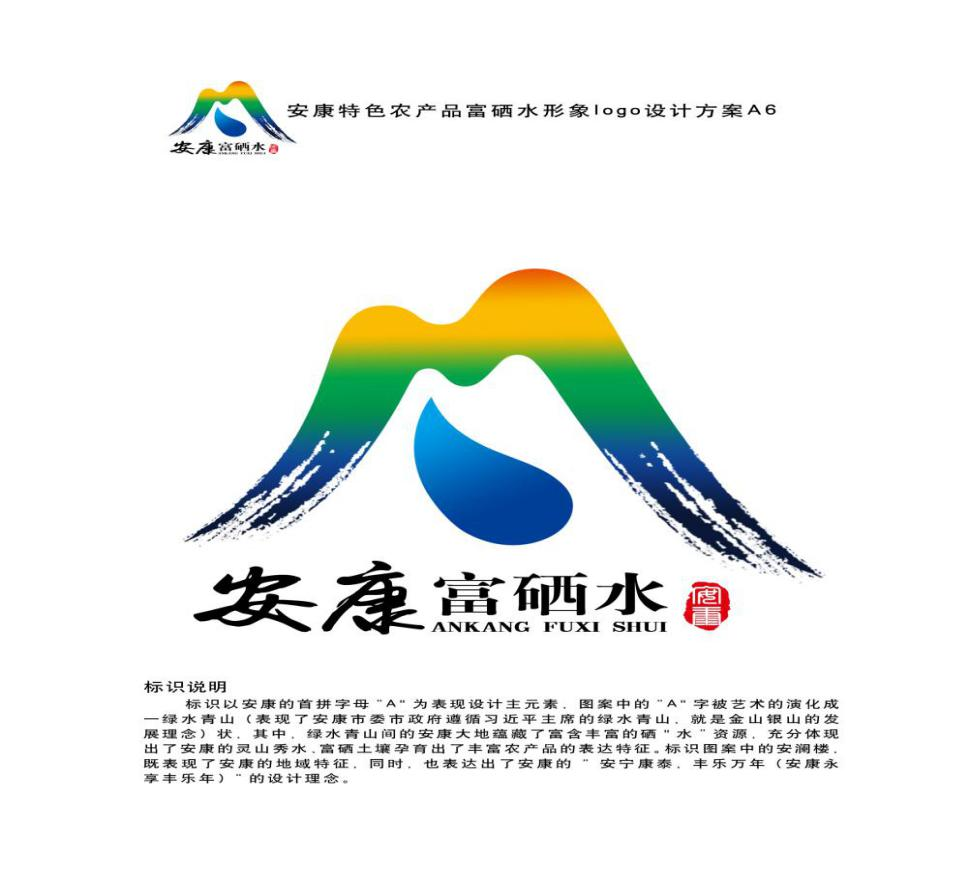 安康富硒水
ANKANG FUXI SHUI
安康特色农产品富硒水形象logo设计方案A6
安康富硒水
ANKANG FUXI SHUI
标识说明
标识以安康的首拼字母"A"为表现设计主元素，图案中的"A"字被艺术的演化成
一绿水青山（表现了安康市委市政府遵循习近平主席的绿水青山，就是金山银山的发
展理念）状，其中，绿水青山间的安康大地蕴藏了富含丰富的硒"水"资源，充分体现
出了安康的灵山秀水、富硒土壤孕育出了丰富农产品的表达特征。标识图案中的安澜楼，
既表现了安康的地域特征，同时，也表达出了安康的"安宁康泰，丰乐万年（安康永
享丰乐年）"的设计理念。